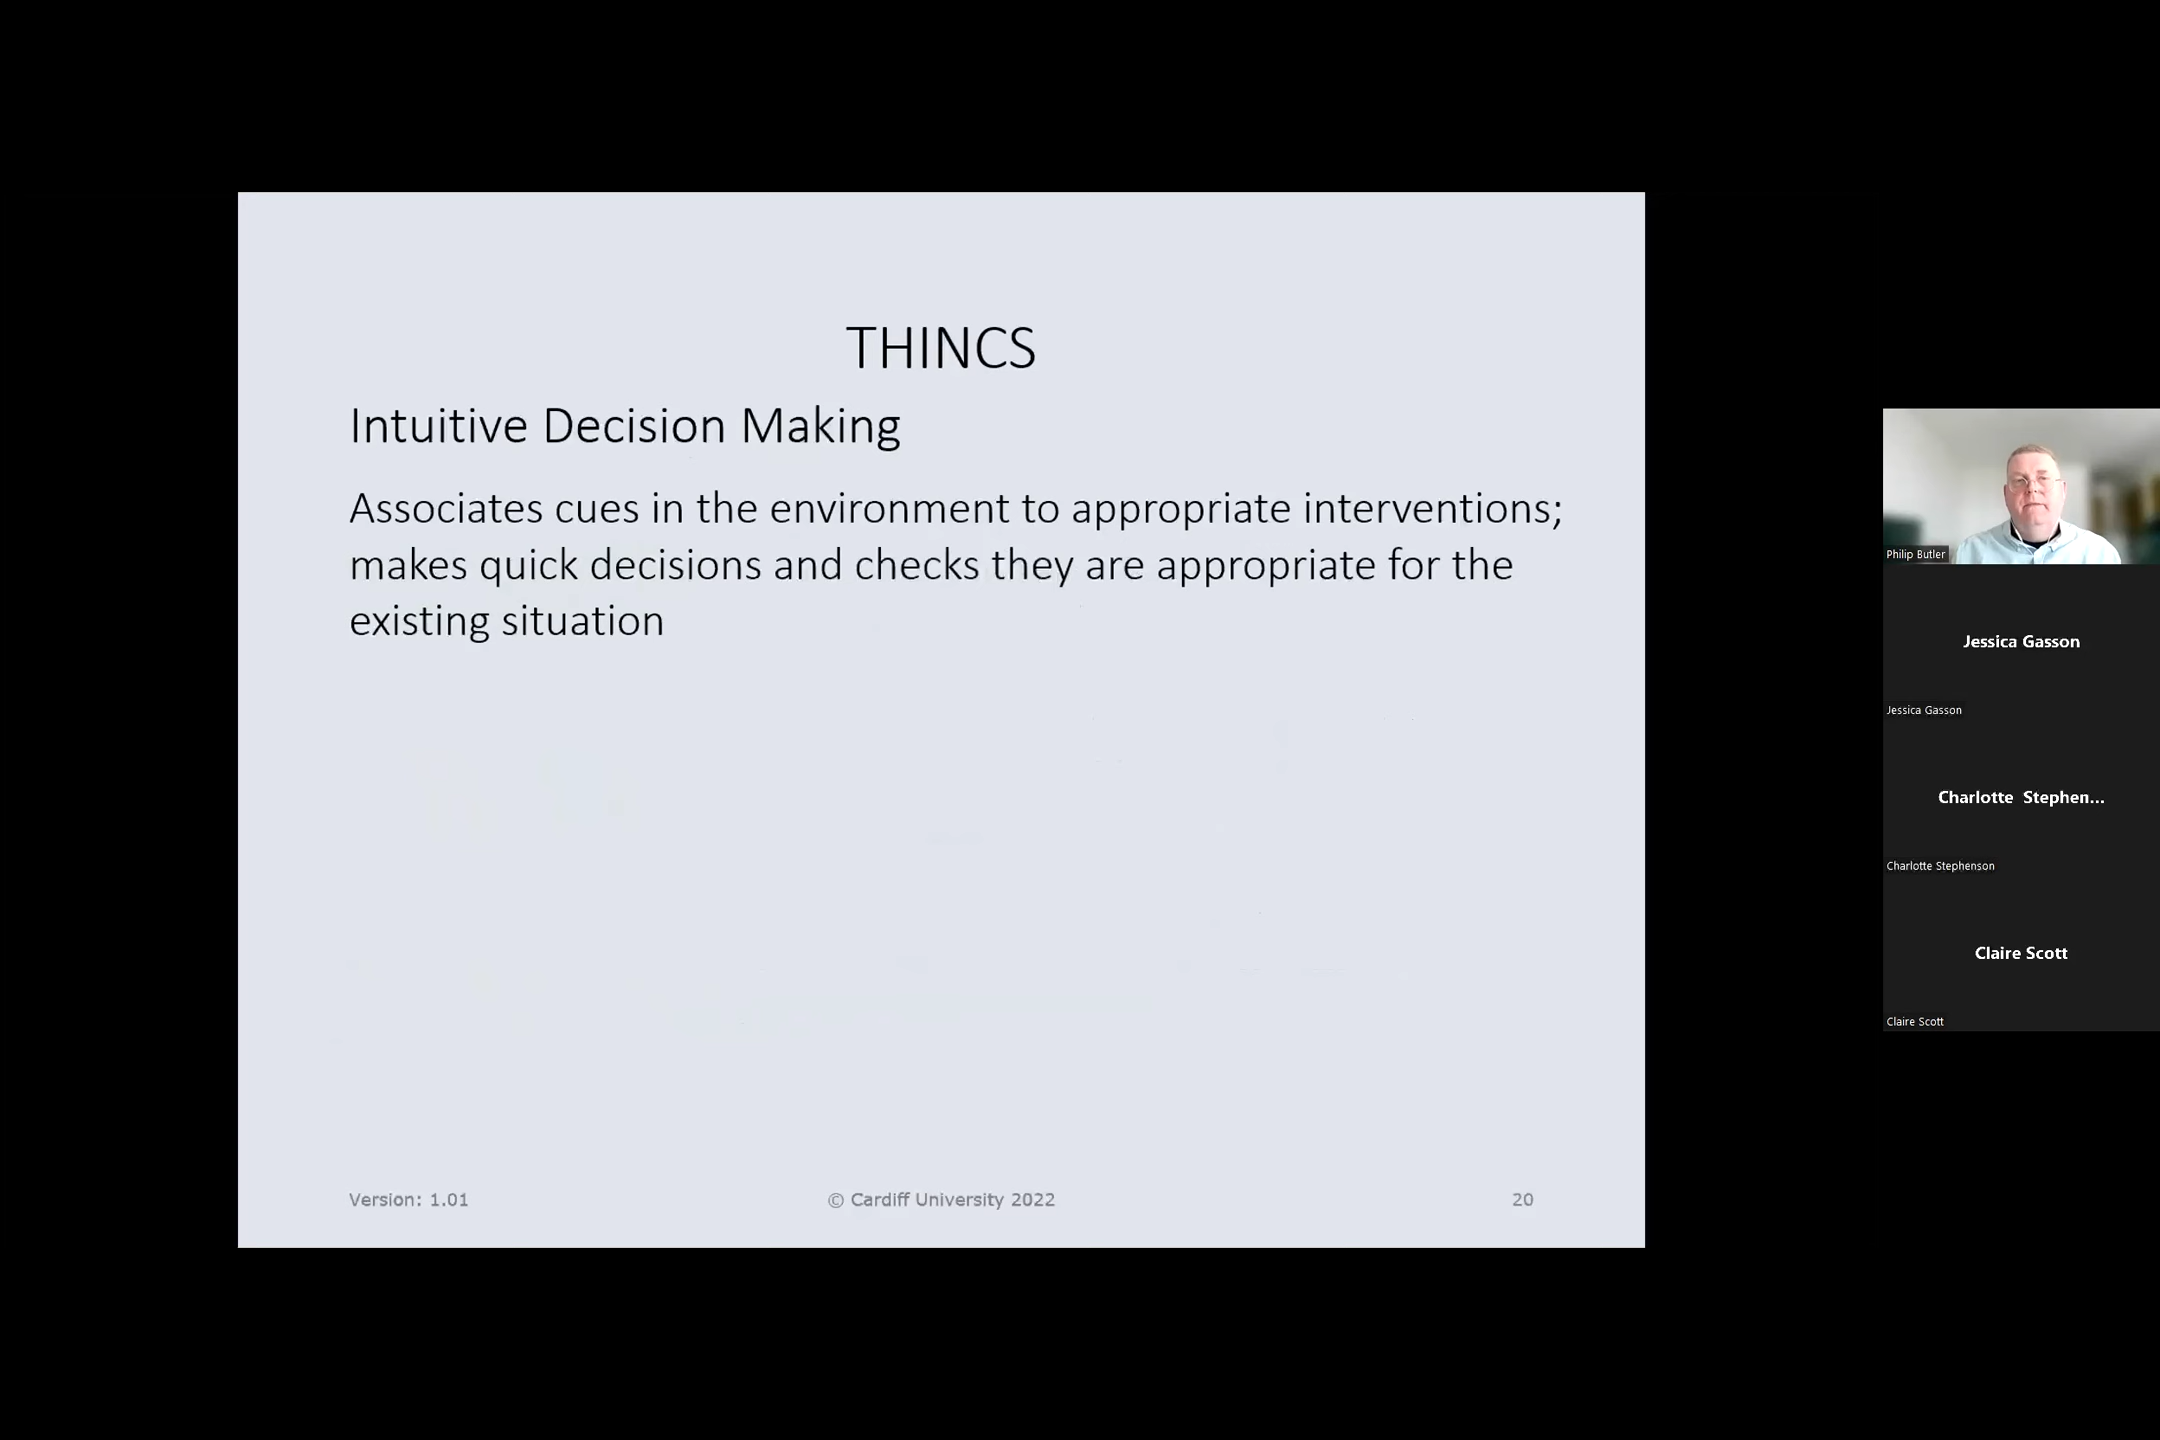 THINCS
Intuitive Decision Making
Associates cues in the environment to appropriate interventions;
makes quick decisions and checks they are appropriate for the
existing situation
Version: 1.01
© Cardiff University 2022
20
Philip Butler
Jessica Gasson
Jessica Gasson
Charlotte  Stephen...
Charlotte Stephenson
Claire Scott
Claire Scott